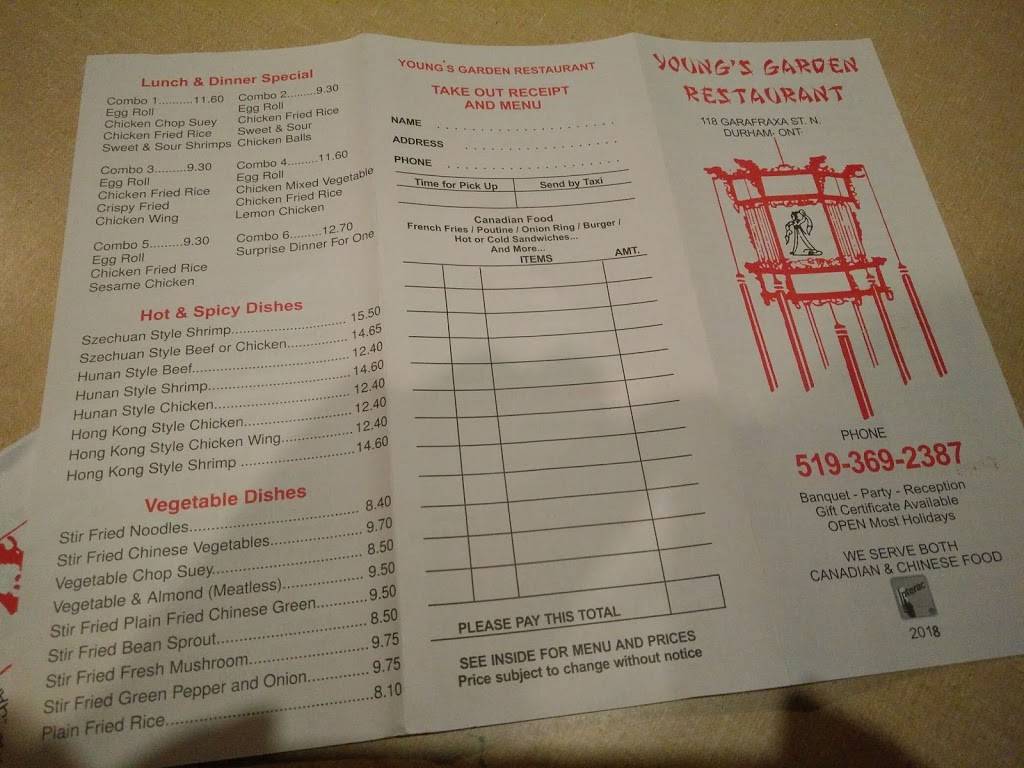 Lunch & Dinner Special
Combo 1..........11.60
Egg Roll
Chicken Chop Suey
Chicken Fried Rice
Sweet & Sour Shrimps
Combo 2.........9.30
Egg Roll
Chicken Fried Rice
Sweet & Sour
Chicken Balls
Combo 3.........9.30
Egg Roll
Chicken Fried Rice
Crispy Fried
Chicken Wing
Combo 4.........11.60
Egg Roll
Chicken Mixed Vegetable
Chicken Fried Rice
Lemon Chicken
Combo 5.........9.30
Egg Roll
Chicken Fried Rice
Sesame Chicken
Combo 6.........12.70
Surprise Dinner For One
Hot & Spicy Dishes
Szechuan Style Shrimp.............................. 15.50
Szechuan Style Beef or Chicken............... 14.65
Hunan Style Beef........................................ 12.40
Hunan Style Shrimp.................................... 14.60
Hunan Style Chicken................................... 12.40
Hong Kong Style Chicken........................... 12.40
Hong Kong Style Chicken Wing.................. 12.40
Hong Kong Style Shrimp ............................14.60
Vegetable Dishes
Stir Fried Noodles......................................... 8.40
Stir Fried Chinese Vegetables...................... 9.70
Vegetable Chop Suey................................... 8.50
Vegetable & Almond (Meatless)................... 9.50
Stir Fried Plain Fried Chinese Green............9.50
Stir Fried Bean Sprout.................................. 8.50
Stir Fried Fresh Mushroom........................... 9.75
Stir Fried Green Pepper and Onion.............. 9.75
Plain Fried Rice.............................................8.10
YOUNG'S GARDEN RESTAURANT
TAKE OUT RECEIPT
AND MENU
NAME . . . . . . . . . . . . . . . . . . . .
ADDRESS . . . . . . . . . . . . . . . . .
PHONE . . . . . . . . . . . . . . . . . . .
Time for Pick Up Send by Taxi
Canadian Food
French Fries / Poutine / Onion Ring / Burger /
Hot or Cold Sandwiches...
And More...
ITEMS AMT.
PLEASE PAY THIS TOTAL
SEE INSIDE FOR MENU AND PRICES
Price subject to change without notice
YOUNG'S GARDEN
RESTAURANT
118 GARAFRAXA ST. N.
DURHAM, ONT
PHONE
519-369-2387
Banquet - Party - Reception
Gift Certificate Available
OPEN Most Holidays
WE SERVE BOTH
CANADIAN & CHINESE FOOD
Interac
2018